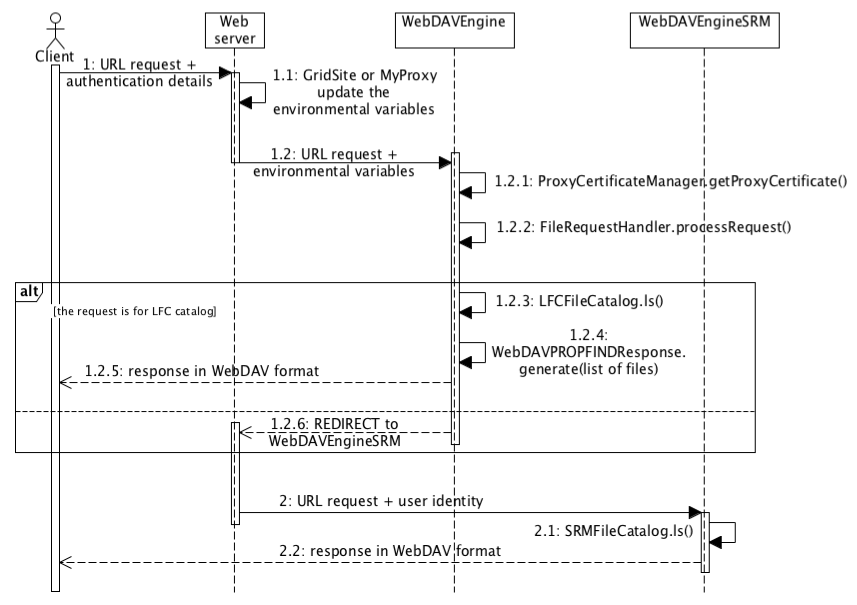 Web
server
WebDAVEngine
WebDAVEngineSRM
Client
1: URL request +
authentication details
1.1: GridSite or MyProxy
update the
environmental variables
1.2: URL request +
environmental variables
1.2.1: ProxyCertificateManager.getProxyCertificate()
1.2.2: FileRequestHandler.processRequest()
alt
[the request is for LFC catalog]
1.2.3: LFCFileCatalog.ls()
1.2.4:
WebDAVPROPFINDResponse.
generate(list of files)
1.2.5: response in WebDAV format
1.2.6: REDIRECT to
WebDAVEngineSRM
2: URL request + user identity
2.1: SRMFileCatalog.ls()
2.2: response in WebDAV format